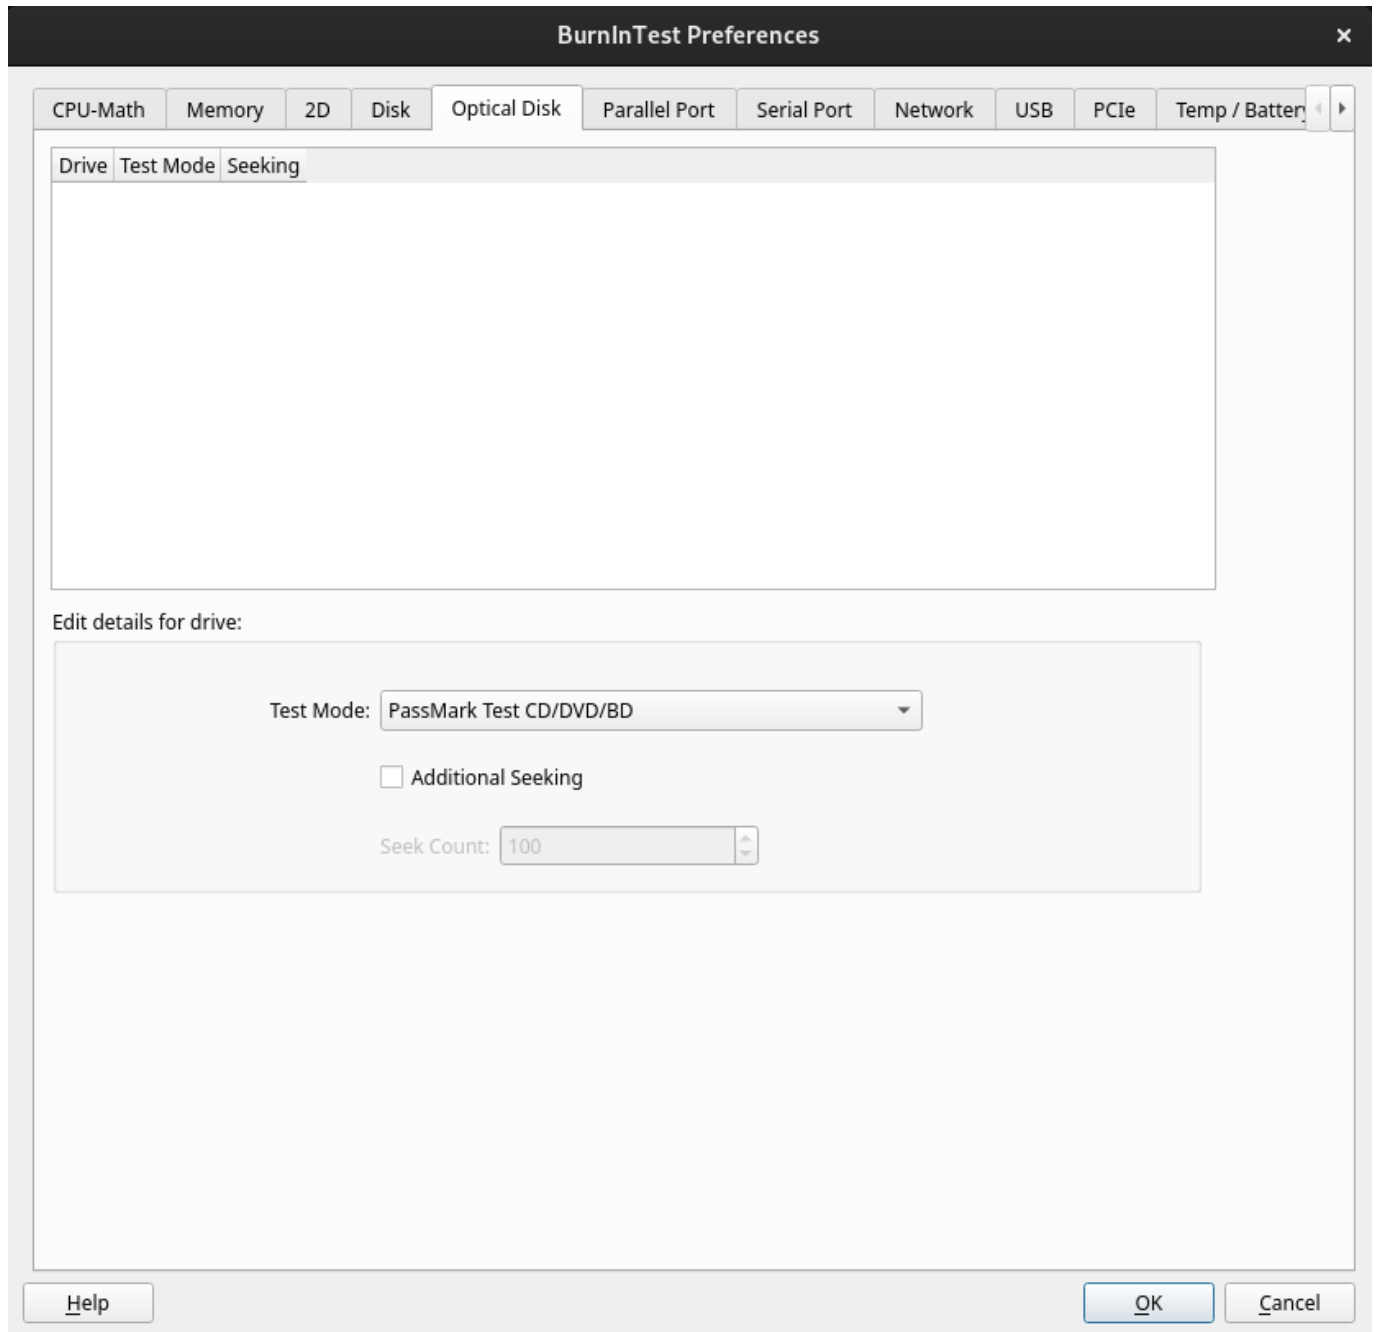 BurnInTest Preferences
CPU-Math Memory 2D Disk Optical Disk Parallel Port Serial Port Network USB PCIe Temp / Battery
Drive Test Mode Seeking
Edit details for drive:
Test Mode: PassMark Test CD/DVD/BD
Additional Seeking
Seek Count: 100
Help OK Cancel